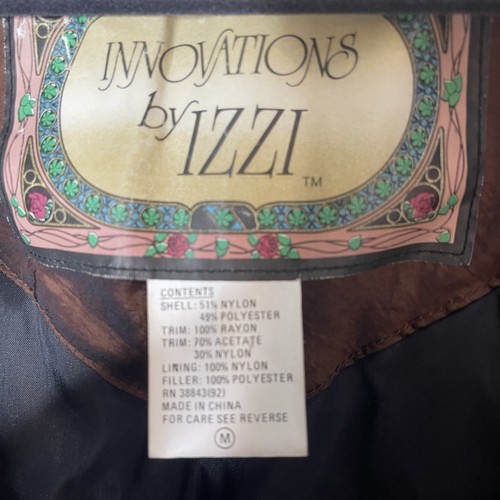 INNOVATIONS
by IZZI
TM
CONTENTS
SHELL: 51% NYLON
49% POLYESTER
TRIM: 100% RAYON
TRIM: 70% ACETATE
30% NYLON
LINING: 100% NYLON
FILLER: 100% POLYESTER
RN 38843(92)
MADE IN CHINA
FOR CARE SEE REVERSE
M